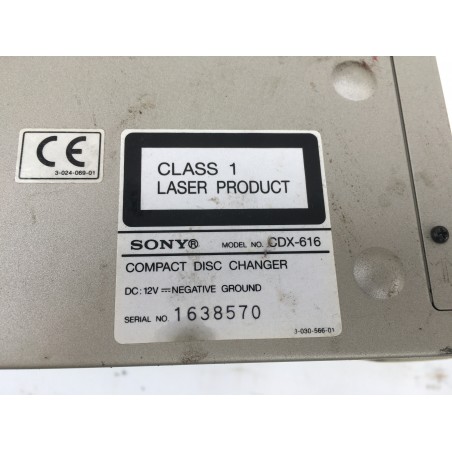 CE
3-024-069-01
CLASS 1
LASER PRODUCT
SONY® MODEL NO. CDX-616
COMPACT DISC CHANGER
DC: 12V ⎓ NEGATIVE GROUND
SERIAL NO. 1638570
3-030-566-01